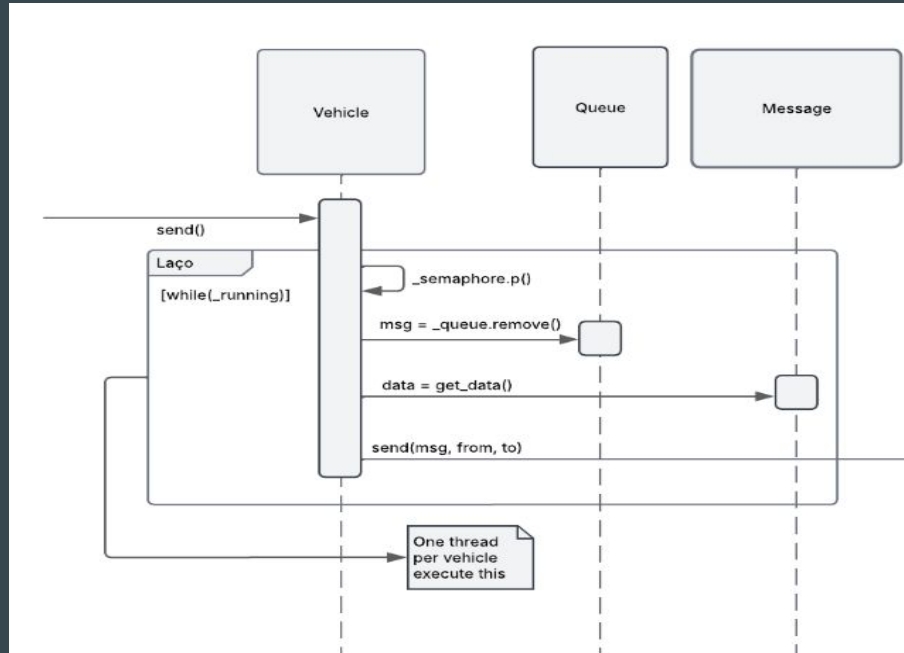 Vehicle
Queue
Message
send()
Laço
[while(_running)]
_semaphore.p()
msg = _queue.remove()
data = get_data()
send(msg, from, to)
One thread
per vehicle
execute this